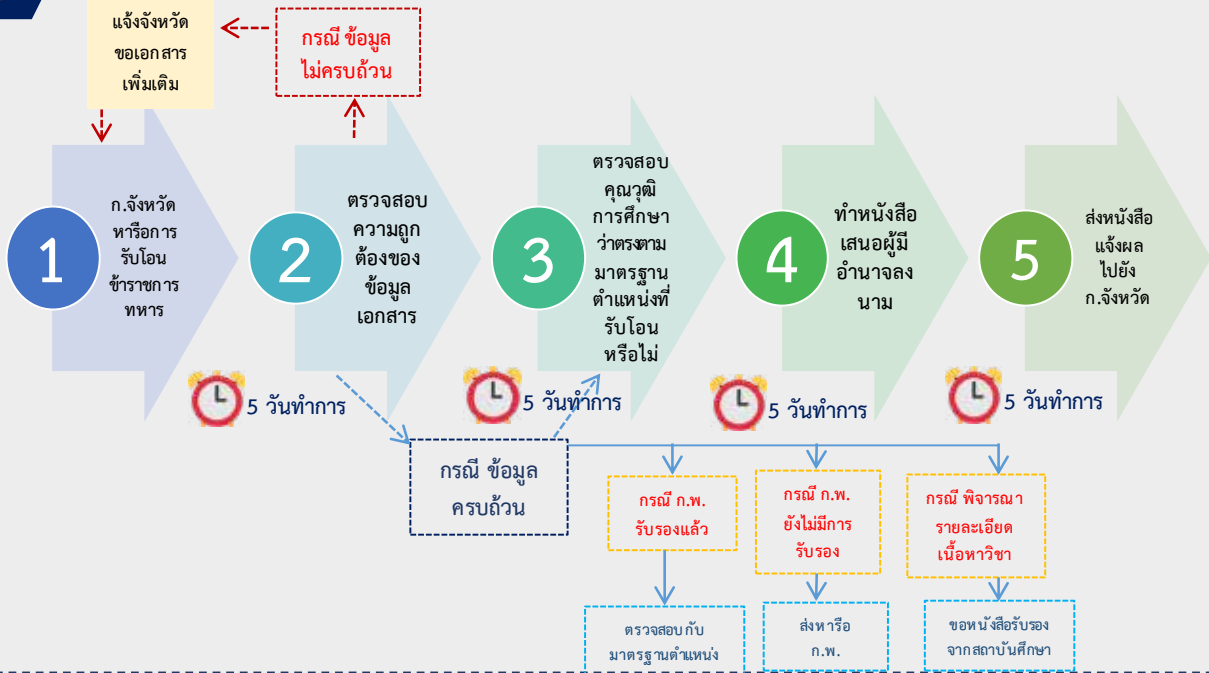 แจ้งจังหวัด
ขอเอกสาร
เพิ่มเติม
กรณี ข้อมูล
ไม่ครบถ้วน
1
ก.จังหวัด
หารือการ
รับโอน
ข้าราชการ
ทหาร
2
ตรวจสอบ
ความถูก
ต้องของ
ข้อมูล
เอกสาร
3
ตรวจสอบ
คุณวุฒิ
การศึกษา
ว่าตรงตาม
มาตรฐาน
ตำแหน่งที่
รับโอน
หรือไม่
4
ทำหนังสือ
เสนอผู้มี
อำนาจลง
นาม
5
ส่งหนังสือ
แจ้งผล
ไปยัง
ก.จังหวัด
5 วันทำการ
5 วันทำการ
5 วันทำการ
5 วันทำการ
กรณี ข้อมูล
ครบถ้วน
กรณี ก.พ.
รับรองแล้ว
กรณี ก.พ.
ยังไม่มีการ
รับรอง
กรณี พิจารณา
รายละเอียด
เนื้อหาวิชา
ตรวจสอบกับ
มาตรฐานตำแหน่ง
ส่งหารือ
ก.พ.
ขอหนังสือรับรอง
จากสถาบันศึกษา